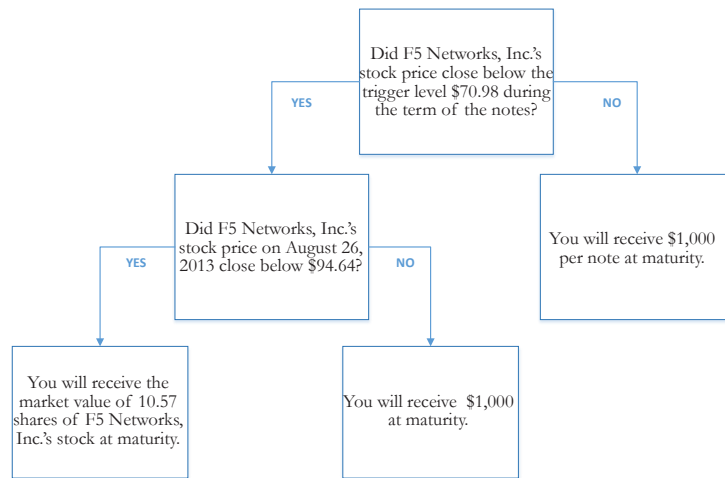 Did F5 Networks, Inc.'s
stock price close below the
trigger level $70.98 during
the term of the notes?
YES
NO
Did F5 Networks, Inc.'s
stock price on August 26,
2013 close below $94.64?
You will receive $1,000
per note at maturity.
YES
NO
You will receive the
market value of 10.57
shares of F5 Networks,
Inc.'s stock at maturity.
You will receive $1,000
at maturity.